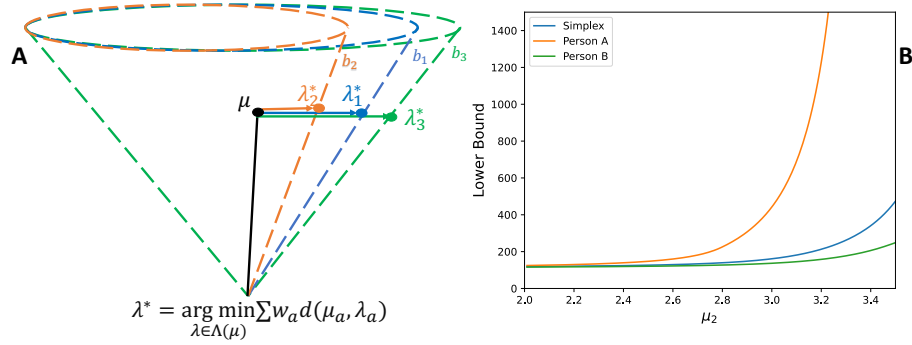 A
b₂
b₁
b₃
μ
λ₂*
λ₁*
λ₃*
λ* = arg min ∑wₐd(μₐ, λₐ)
λ∈Λ(μ)
B
Simplex
Person A
Person B
Lower Bound
1400
1200
1000
800
600
400
200
0
2.0 2.2 2.4 2.6 2.8 3.0 3.2 3.4
μ₂